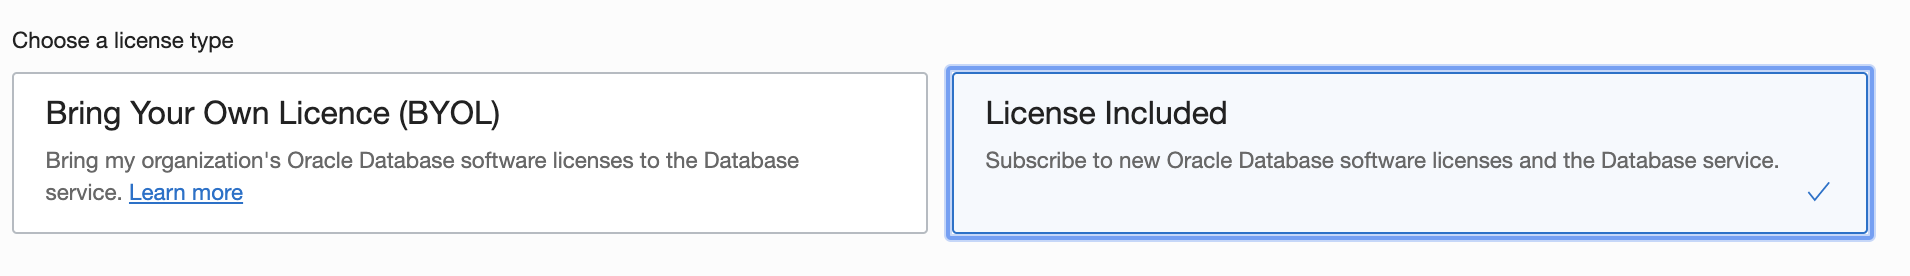 Choose a license type
Bring Your Own Licence (BYOL)
Bring my organization's Oracle Database software licenses to the Database
service. Learn more
License Included
Subscribe to new Oracle Database software licenses and the Database service.